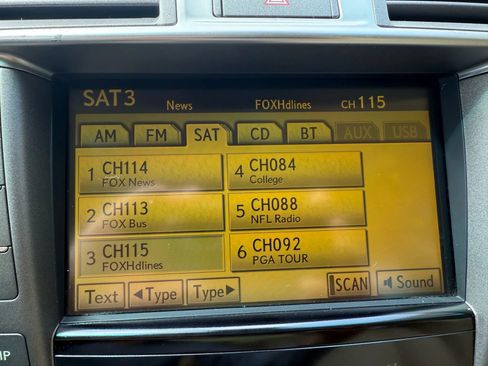 SAT3 News FOXHdlines CH 115
AM FM SAT CD BT AUX USB
1 CH114 FOX News
4 CH084 College
2 CH113 FOX Bus
5 CH088 NFL Radio
3 CH115 FOXHdlines
6 CH092 PGA TOUR
Text ◀Type Type▶ SCAN Sound